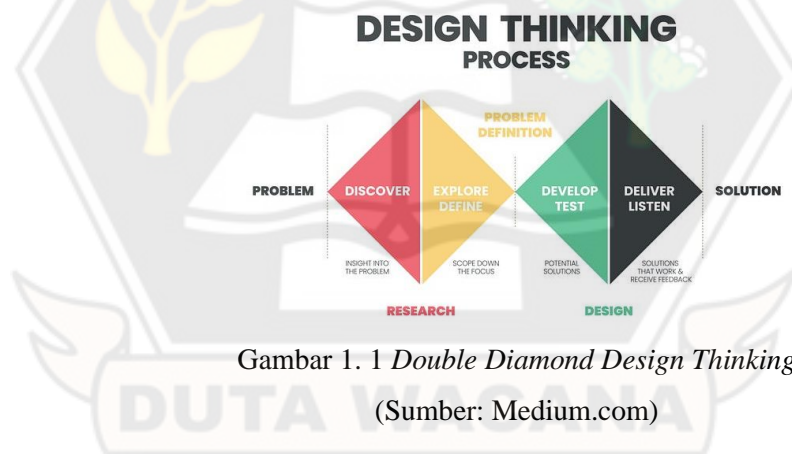 DESIGN THINKING
PROCESS
PROBLEM
DEFINITION
PROBLEM
DISCOVER
EXPLORE
DEFINE
DEVELOP
TEST
DELIVER
LISTEN
SOLUTION
INSIGHT INTO
THE PROBLEM
SCOPE DOWN
THE FOCUS
POTENTIAL
SOLUTIONS
SOLUTIONS
THAT WORK &
RECEIVE FEEDBACK
RESEARCH
DESIGN
Gambar 1. 1 Double Diamond Design Thinking
(Sumber: Medium.com)
DUTA WACANA